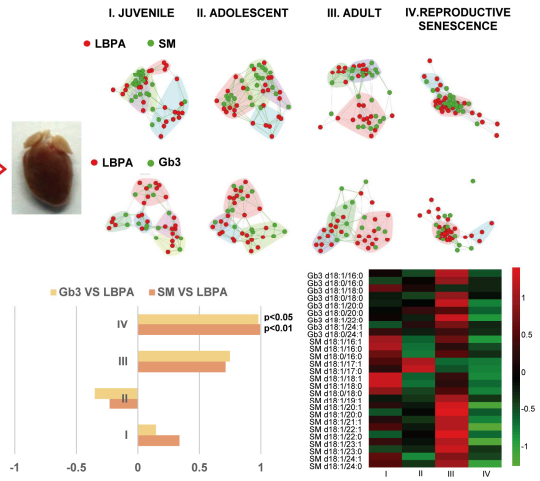 I. JUVENILE
II. ADOLESCENT
III. ADULT
IV.REPRODUCTIVE
SENESCENCE
LBPA
SM
LBPA
Gb3
Gb3 VS LBPA
SM VS LBPA
IV
p<0.05
p<0.01
III
II
I
-1
-0.5
0
0.5
1
Gb3 d18:1/16:0
Gb3 d18:0/16:0
Gb3 d18:1/18:0
Gb3 d18:0/18:0
Gb3 d18:1/20:0
Gb3 d18:0/20:0
Gb3 d18:1/22:0
Gb3 d18:1/24:1
Gb3 d18:0/24:1
SM d18:1/16:1
SM d18:1/16:0
SM d18:0/16:0
SM d18:1/17:1
SM d18:1/17:0
SM d18:1/18:1
SM d18:1/18:0
SM d18:0/18:0
SM d18:1/19:1
SM d18:1/20:1
SM d18:1/20:0
SM d18:1/21:1
SM d18:1/22:1
SM d18:1/22:0
SM d18:1/23:1
SM d18:1/23:0
SM d18:1/24:1
SM d18:1/24:0
I
II
III
IV
1
0.5
0
-0.5
-1